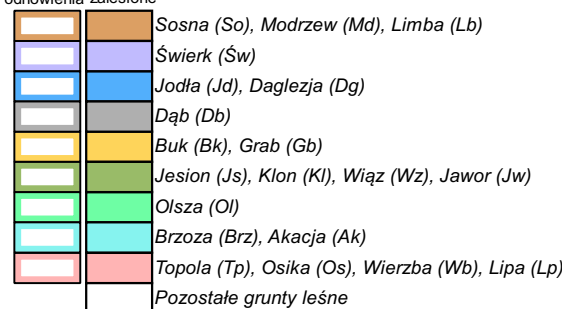 odnowienia zalesione
Sosna (So), Modrzew (Md), Limba (Lb)
Świerk (Św)
Jodła (Jd), Daglezja (Dg)
Dąb (Db)
Buk (Bk), Grab (Gb)
Jesion (Js), Klon (Kl), Wiąz (Wz), Jawor (Jw)
Olsza (Ol)
Brzoza (Brz), Akacja (Ak)
Topola (Tp), Osika (Os), Wierzba (Wb), Lipa (Lp)
Pozostałe grunty leśne